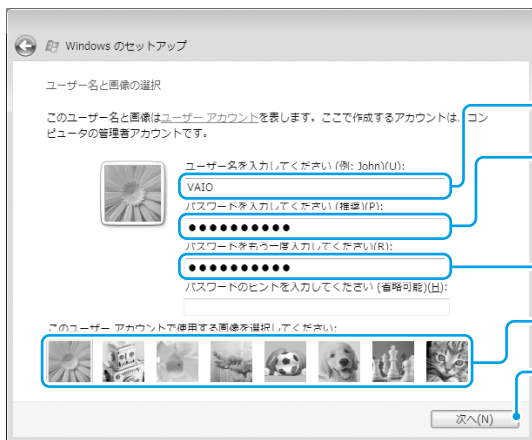 Windows のセットアップ
ユーザー名と画像の選択
このユーザー名と画像はユーザー アカウントを表します。ここで作成するアカウントは、コン
ピュータの管理者アカウントです。
ユーザー名を入力してください (例: John)(U):
VAIO
パスワードを入力してください (推奨)(P):
●●●●●●●●●●
パスワードをもう一度入力してください(R):
●●●●●●●●●●
パスワードのヒントを入力してください (省略可能)(H):
このユーザー アカウントで使用する画像を選択してください:
次へ(N)